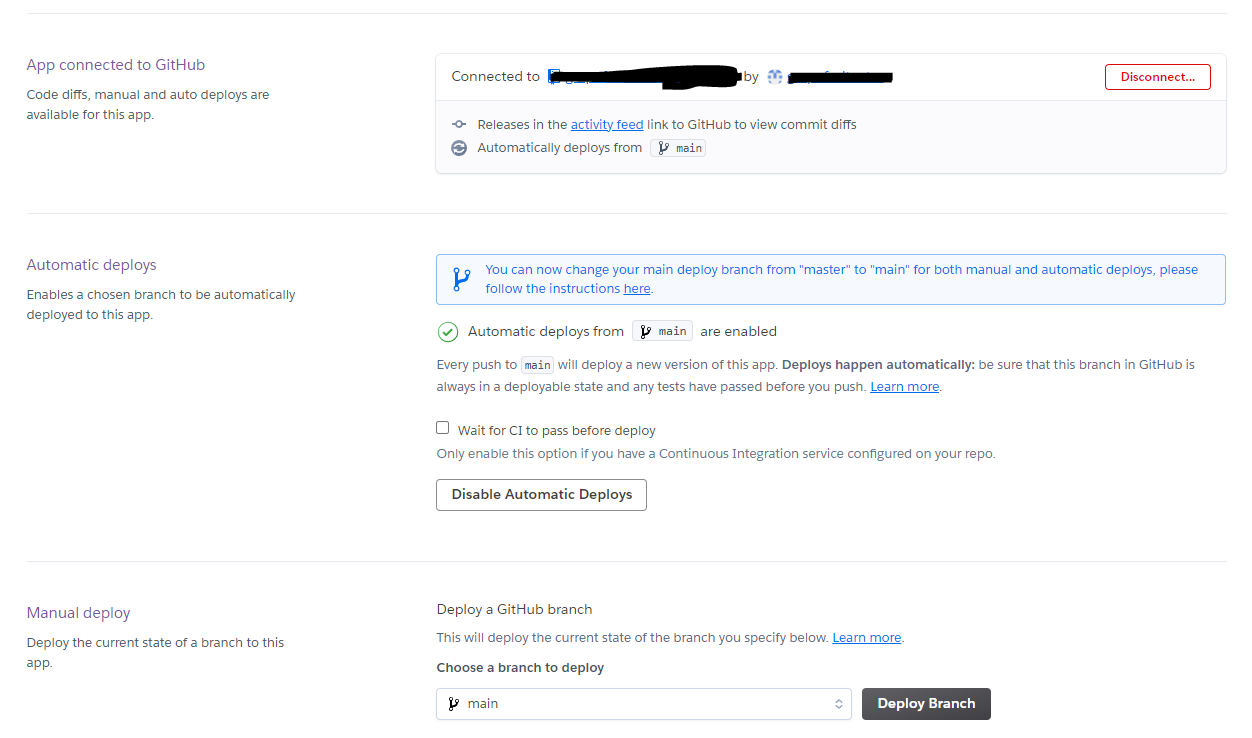 App connected to GitHub
Code diffs, manual and auto deploys are
available for this app.
Connected to by
Disconnect...
Releases in the activity feed link to GitHub to view commit diffs
Automatically deploys from main
Automatic deploys
Enables a chosen branch to be automatically
deployed to this app.
You can now change your main deploy branch from "master" to "main" for both manual and automatic deploys, please
follow the instructions here.
Automatic deploys from main are enabled
Every push to main will deploy a new version of this app. Deploys happen automatically: be sure that this branch in GitHub is
always in a deployable state and any tests have passed before you push. Learn more.
Wait for CI to pass before deploy
Only enable this option if you have a Continuous Integration service configured on your repo.
Disable Automatic Deploys
Manual deploy
Deploy the current state of a branch to this
app.
Deploy a GitHub branch
This will deploy the current state of the branch you specify below. Learn more.
Choose a branch to deploy
main
Deploy Branch